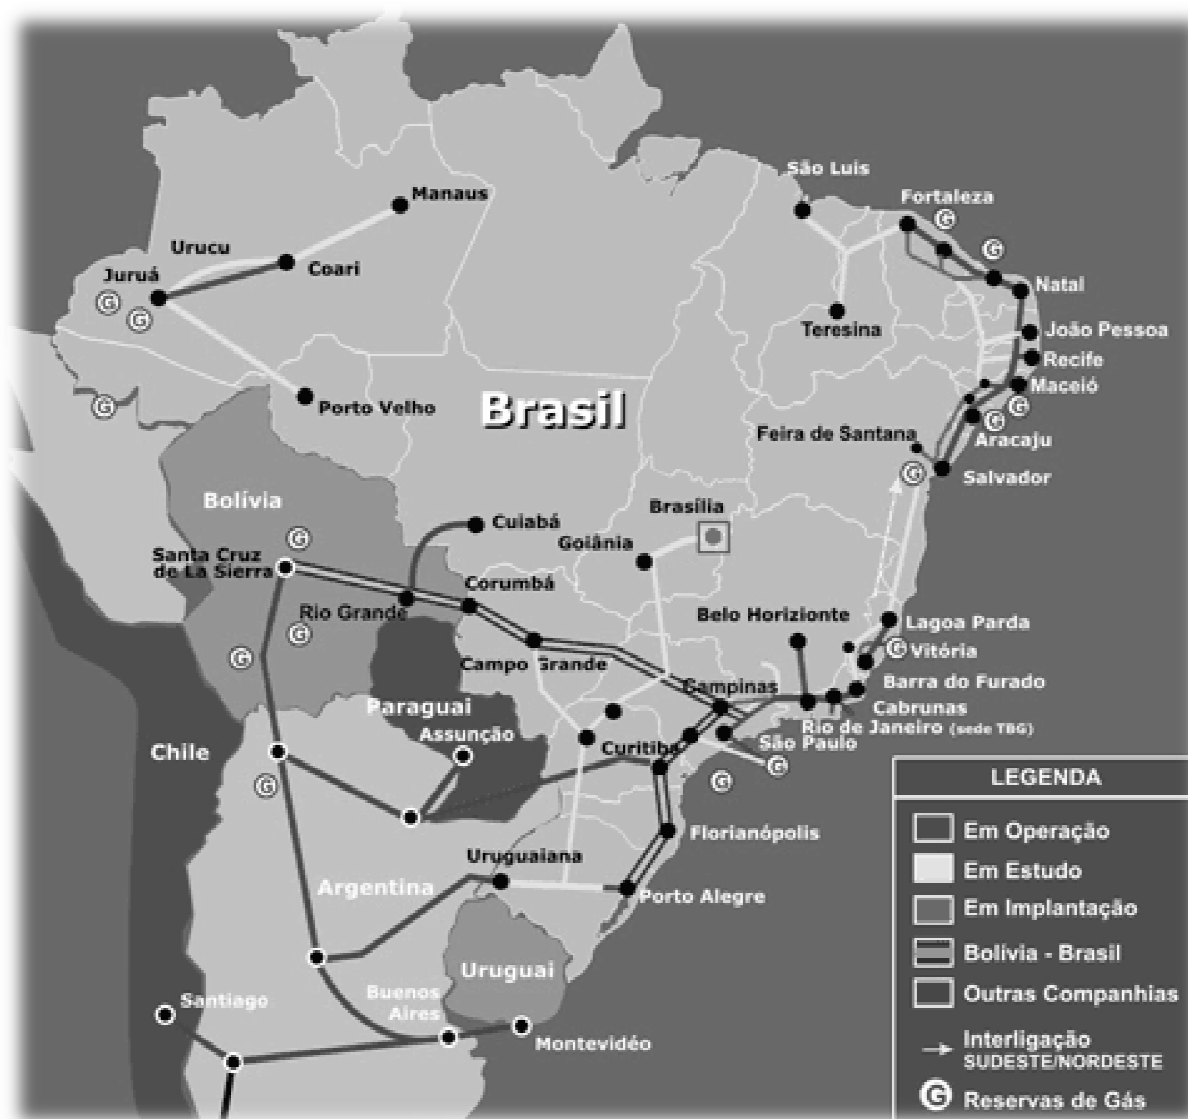 São Luis
Fortaleza
G
Manaus
Urucu
G
Coari
Juruá
Natal
G
G
João Pessoa
Teresina
Recife
Maceió
Porto Velho
G
Brasil
G
G
Feira de Santana
Aracaju
G
Salvador
Bolívia
Brasília
Cuiabá
G
Goiânia
Santa Cruz
de La Sierra
Corumbá
Rio Grande
Belo Horizionte
Lagoa Parda
G
G
Vitória
G
Campo Grande
Campinas
Barra do Furado
Paraguai
Cabrunas
Rio de Janeiro (sede TBG)
Assunção
São Paulo
Chile
Curitiba
G
G
G
LEGENDA
Florianópolis
Em Operação
Uruguaiana
Em Estudo
Argentina
Porto Alegre
Em Implantação
Bolívia - Brasil
Uruguai
Outras Companhias
Santiago
Buenos
Aires
Montevidéo
Interligação
SUDESTE/NORDESTE
G
Reservas de Gás